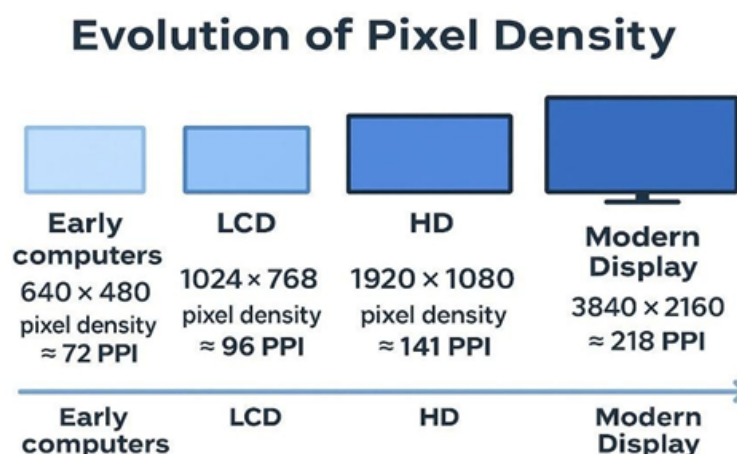 Evolution of Pixel Density
Early
computers
640 × 480
pixel density
≈ 72 PPI
LCD
1024 × 768
pixel density
≈ 96 PPI
HD
1920 × 1080
pixel density
≈ 141 PPI
Modern
Display
3840 × 2160
≈ 218 PPI
Early
computers
LCD
HD
Modern
Display